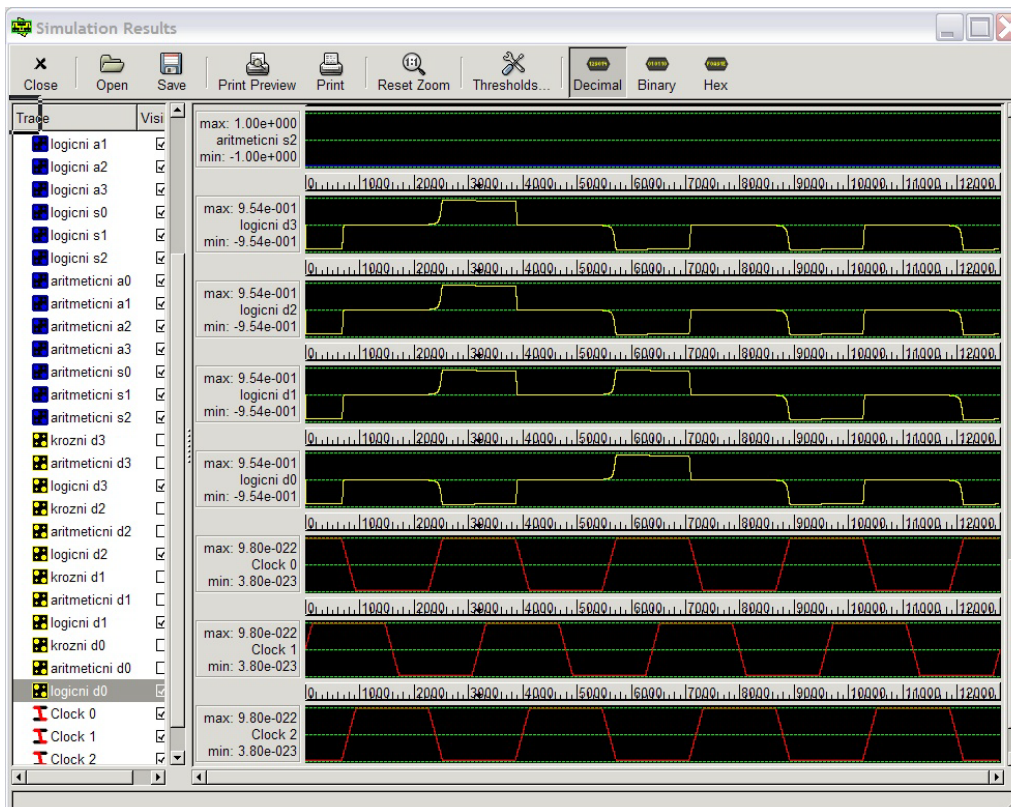 Simulation Results
Close Open Save Print Preview Print Reset Zoom Thresholds... Decimal Binary Hex
Trace Visi
logicni a1
logicni a2
logicni a3
logicni s0
logicni s1
logicni s2
aritmeticni a0
aritmeticni a1
aritmeticni a2
aritmeticni a3
aritmeticni s0
aritmeticni s1
aritmeticni s2
krozni d3
aritmeticni d3
logicni d3
krozni d2
aritmeticni d2
logicni d2
krozni d1
aritmeticni d1
logicni d1
krozni d0
aritmeticni d0
logicni d0
Clock 0
Clock 1
Clock 2
max: 1.00e+000
aritmeticni s2
min: -1.00e+000
0 1000 2000 3000 4000 5000 6000 7000 8000 9000 10000 11000 12000
max: 9.54e-001
logicni d3
min: -9.54e-001
0 1000 2000 3000 4000 5000 6000 7000 8000 9000 10000 11000 12000
max: 9.54e-001
logicni d2
min: -9.54e-001
0 1000 2000 3000 4000 5000 6000 7000 8000 9000 10000 11000 12000
max: 9.54e-001
logicni d1
min: -9.54e-001
0 1000 2000 3000 4000 5000 6000 7000 8000 9000 10000 11000 12000
max: 9.54e-001
logicni d0
min: -9.54e-001
0 1000 2000 3000 4000 5000 6000 7000 8000 9000 10000 11000 12000
max: 9.80e-022
Clock 0
min: 3.80e-023
0 1000 2000 3000 4000 5000 6000 7000 8000 9000 10000 11000 12000
max: 9.80e-022
Clock 1
min: 3.80e-023
0 1000 2000 3000 4000 5000 6000 7000 8000 9000 10000 11000 12000
max: 9.80e-022
Clock 2
min: 3.80e-023